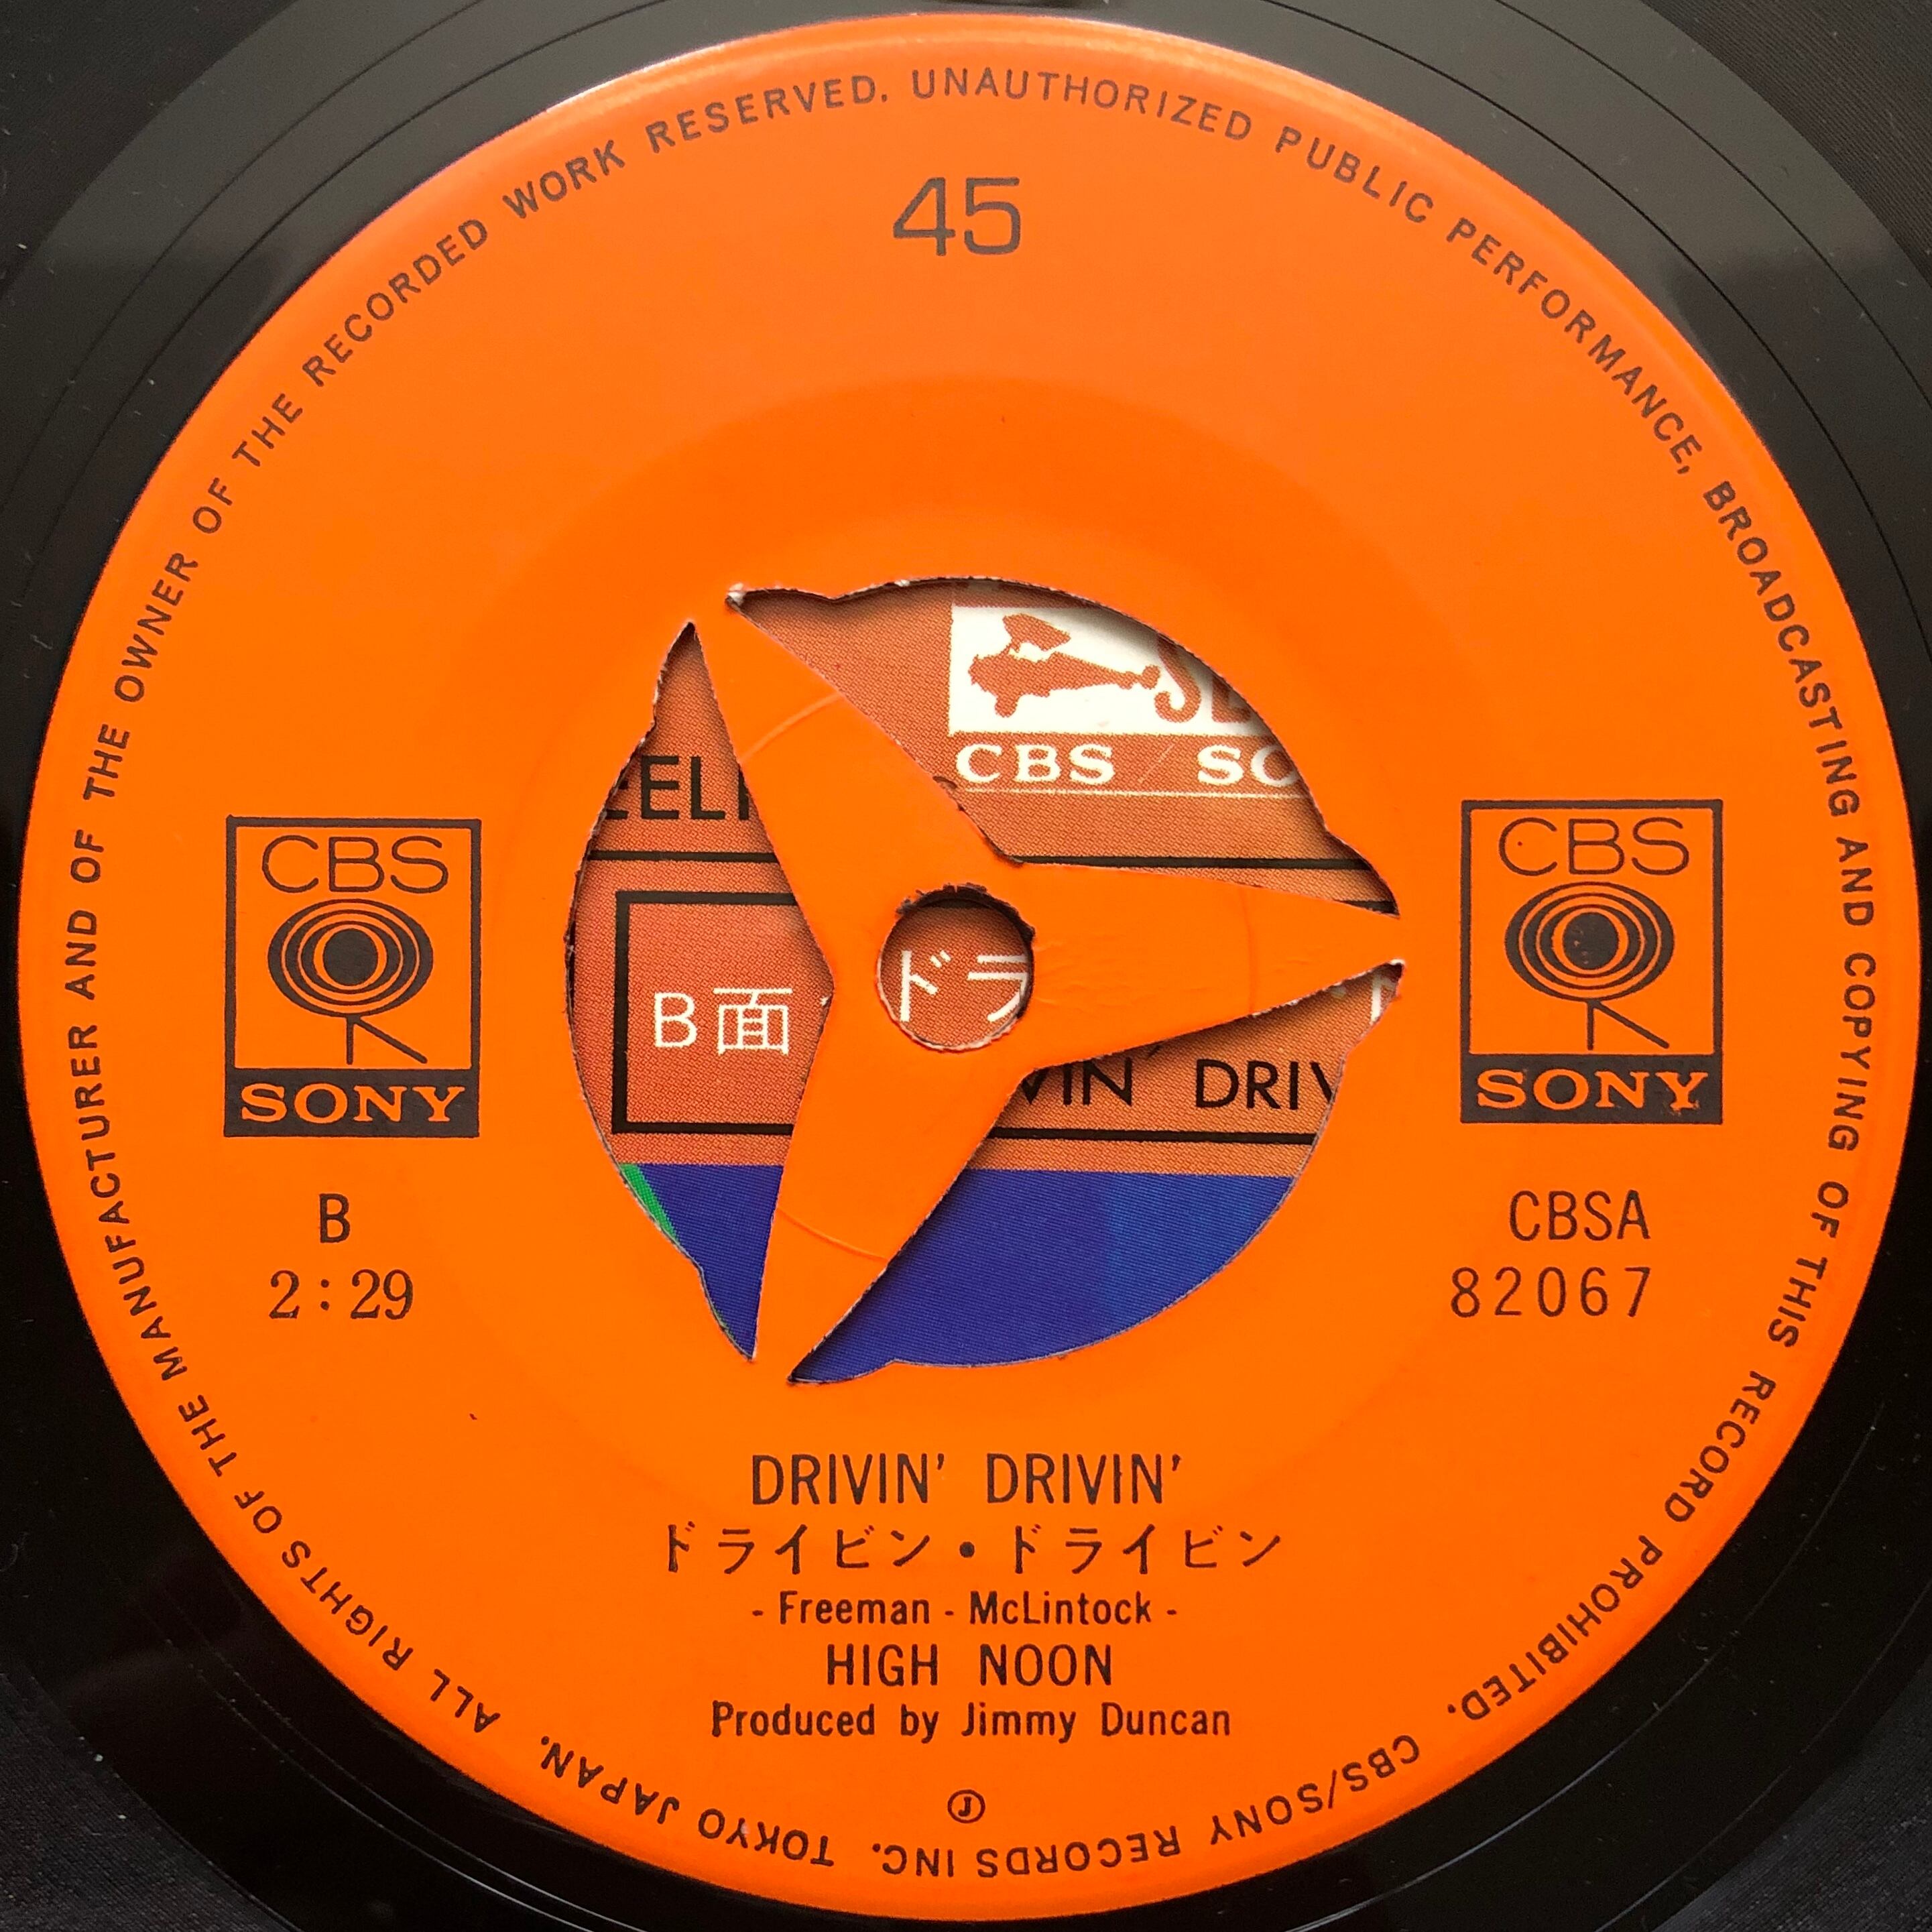 ALL RIGHTS OF THE MANUFACTURER AND OF THE OWNER OF THE RECORDED WORK RESERVED. UNAUTHORIZED PUBLIC PERFORMANCE, BROADCASTING AND COPYING OF THIS RECORD PROHIBITED. CBS/SONY RECORDS INC. TOKYO JAPAN.
45
CBS
SONY
CBS
SONY
B
2:29
CBSA
82067
CBS
B面
ドラ
DRIV
DRIVIN' DRIVIN'
ドライビン・ドライビン
- Freeman - McLintock -
HIGH NOON
Produced by Jimmy Duncan
Ⓙ